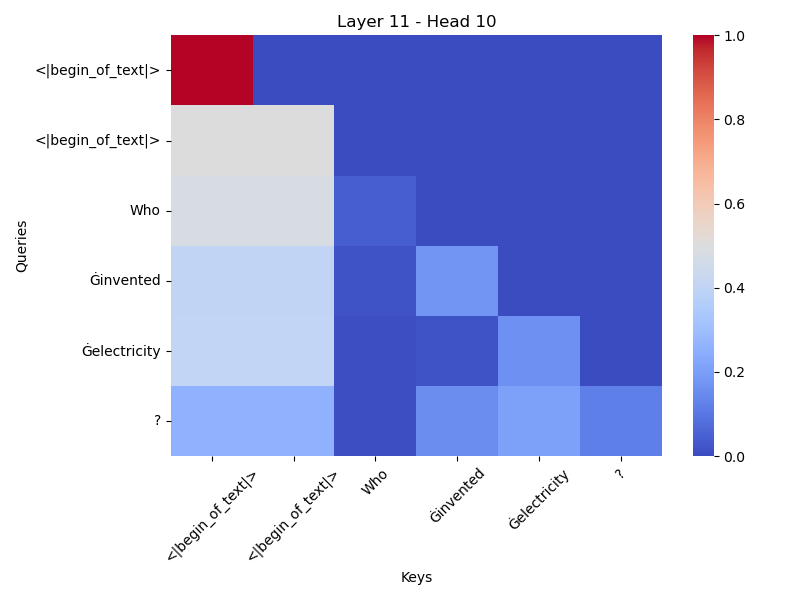 Layer 11 - Head 10
<|begin_of_text|>
<|begin_of_text|>
Who
Ġinvented
Ġelectricity
?
Queries
<|begin_of_text|>
<|begin_of_text|>
Who
Ġinvented
Ġelectricity
?
Keys
1.0
0.8
0.6
0.4
0.2
0.0